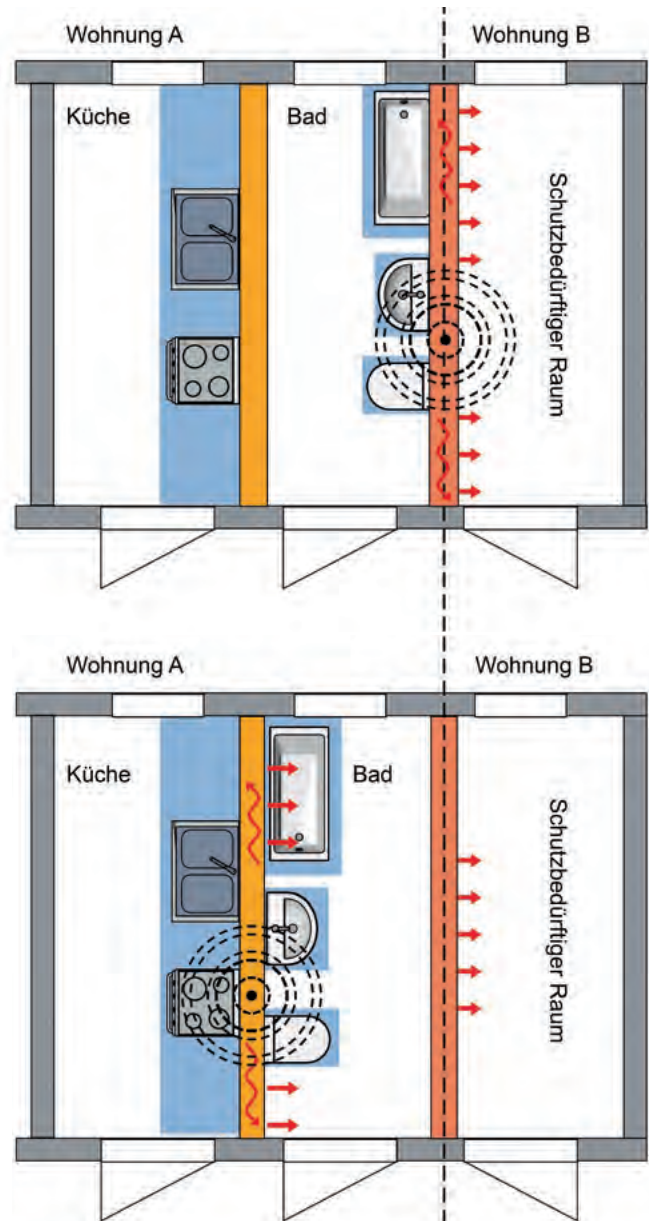 Wohnung A
Wohnung B
Küche
Bad
Schutzbedürftiger Raum
Wohnung A
Wohnung B
Küche
Bad
Schutzbedürftiger Raum